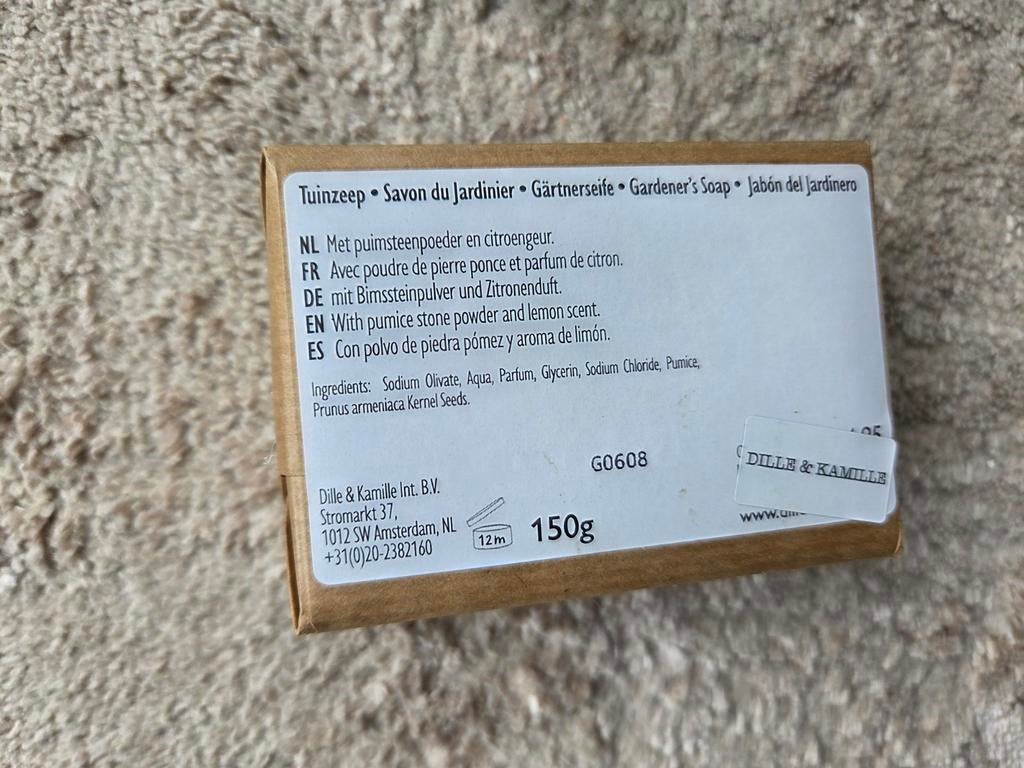 Tuinzeep • Savon du Jardinier • Gärtnerseife • Gardener's Soap • Jabón del Jardinero
NL Met puimsteenpoeder en citroengeur.
FR Avec poudre de pierre ponce et parfum de citron.
DE mit Bimssteinpulver und Zitronenduft.
EN With pumice stone powder and lemon scent.
ES Con polvo de piedra pómez y aroma de limón.
Ingredients: Sodium Olivate, Aqua, Parfum, Glycerin, Sodium Chloride, Pumice,
Prunus armeniaca Kernel Seeds.
G0608
Dille & Kamille Int. B.V.
Stromarkt 37,
1012 SW Amsterdam, NL
+31(0)20-2382160
12m
150g
DILLE & KAMILLE